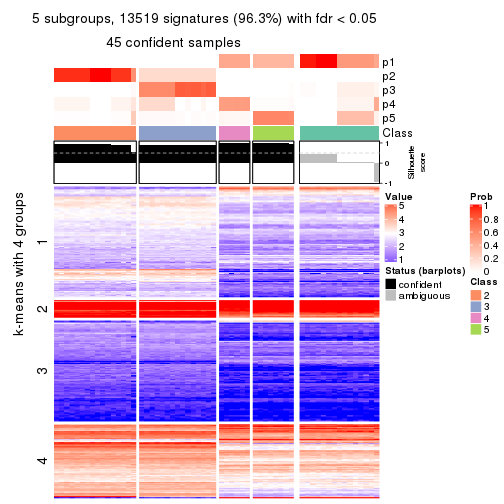 5 subgroups, 13519 signatures (96.3%) with fdr < 0.05
45 confident samples
p1
p2
p3
p4
p5
Class
1
0
-1
Silhouette
score
k-means with 4 groups
1
2
3
4
Value
5
4
3
2
1
Status (barplots)
confident
ambiguous
Prob
1
0.8
0.6
0.4
0.2
0
Class
2
3
4
5